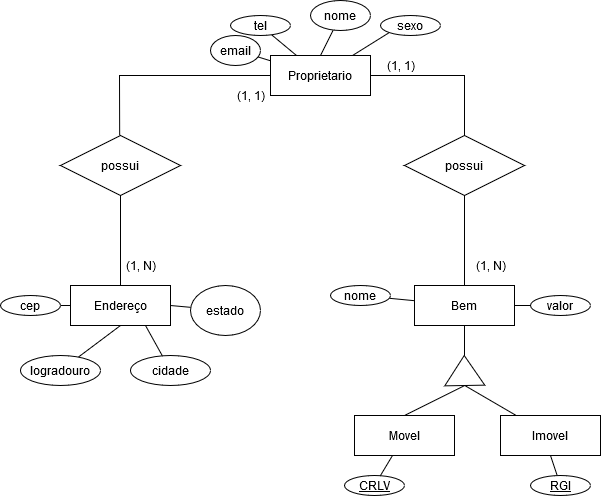 nome
tel
sexo
email
Proprietario
(1, 1)
(1, 1)
possui
possui
(1, N)
(1, N)
cep
Endereço
estado
nome
Bem
valor
logradouro
cidade
Movel
Imovel
CRLV
RGI